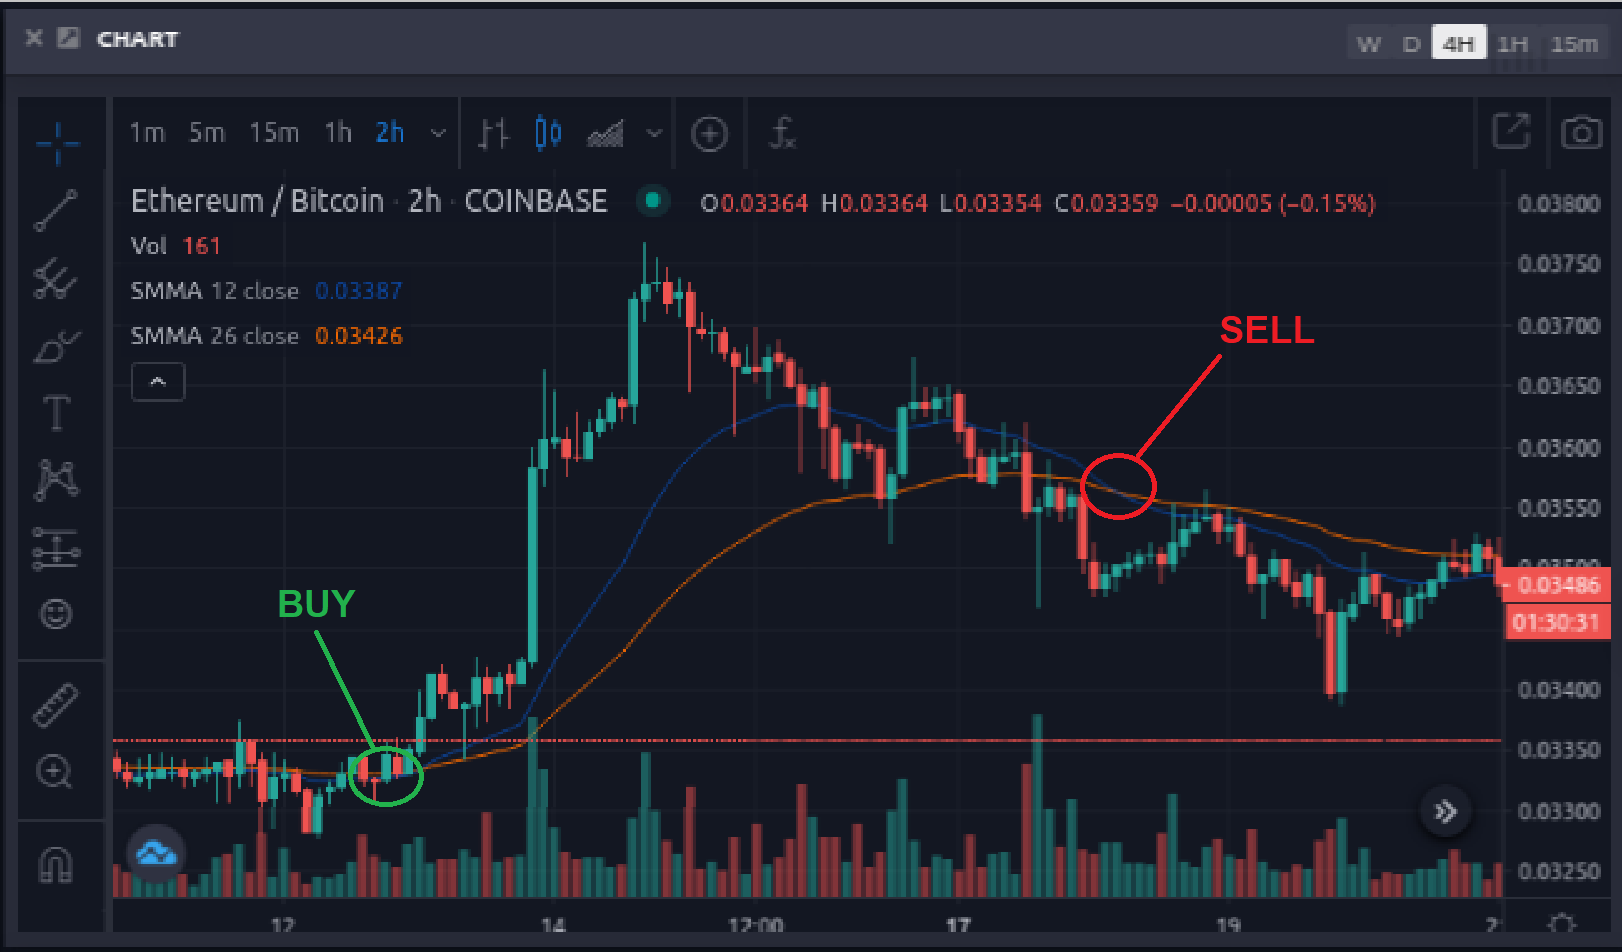 CHART
W D 4H 1H 15m
1m 5m 15m 1h 2h
fx
Ethereum / Bitcoin · 2h · COINBASE
O0.03364 H0.03364 L0.03354 C0.03359 −0.00005 (−0.15%)
Vol 161
SMMA 12 close 0.03387
SMMA 26 close 0.03426
0.03800
0.03750
0.03700
0.03650
0.03600
0.03550
0.03500
0.03486
01:30:31
0.03400
0.03350
0.03300
0.03250
SELL
BUY
12 14 12:00 17 19